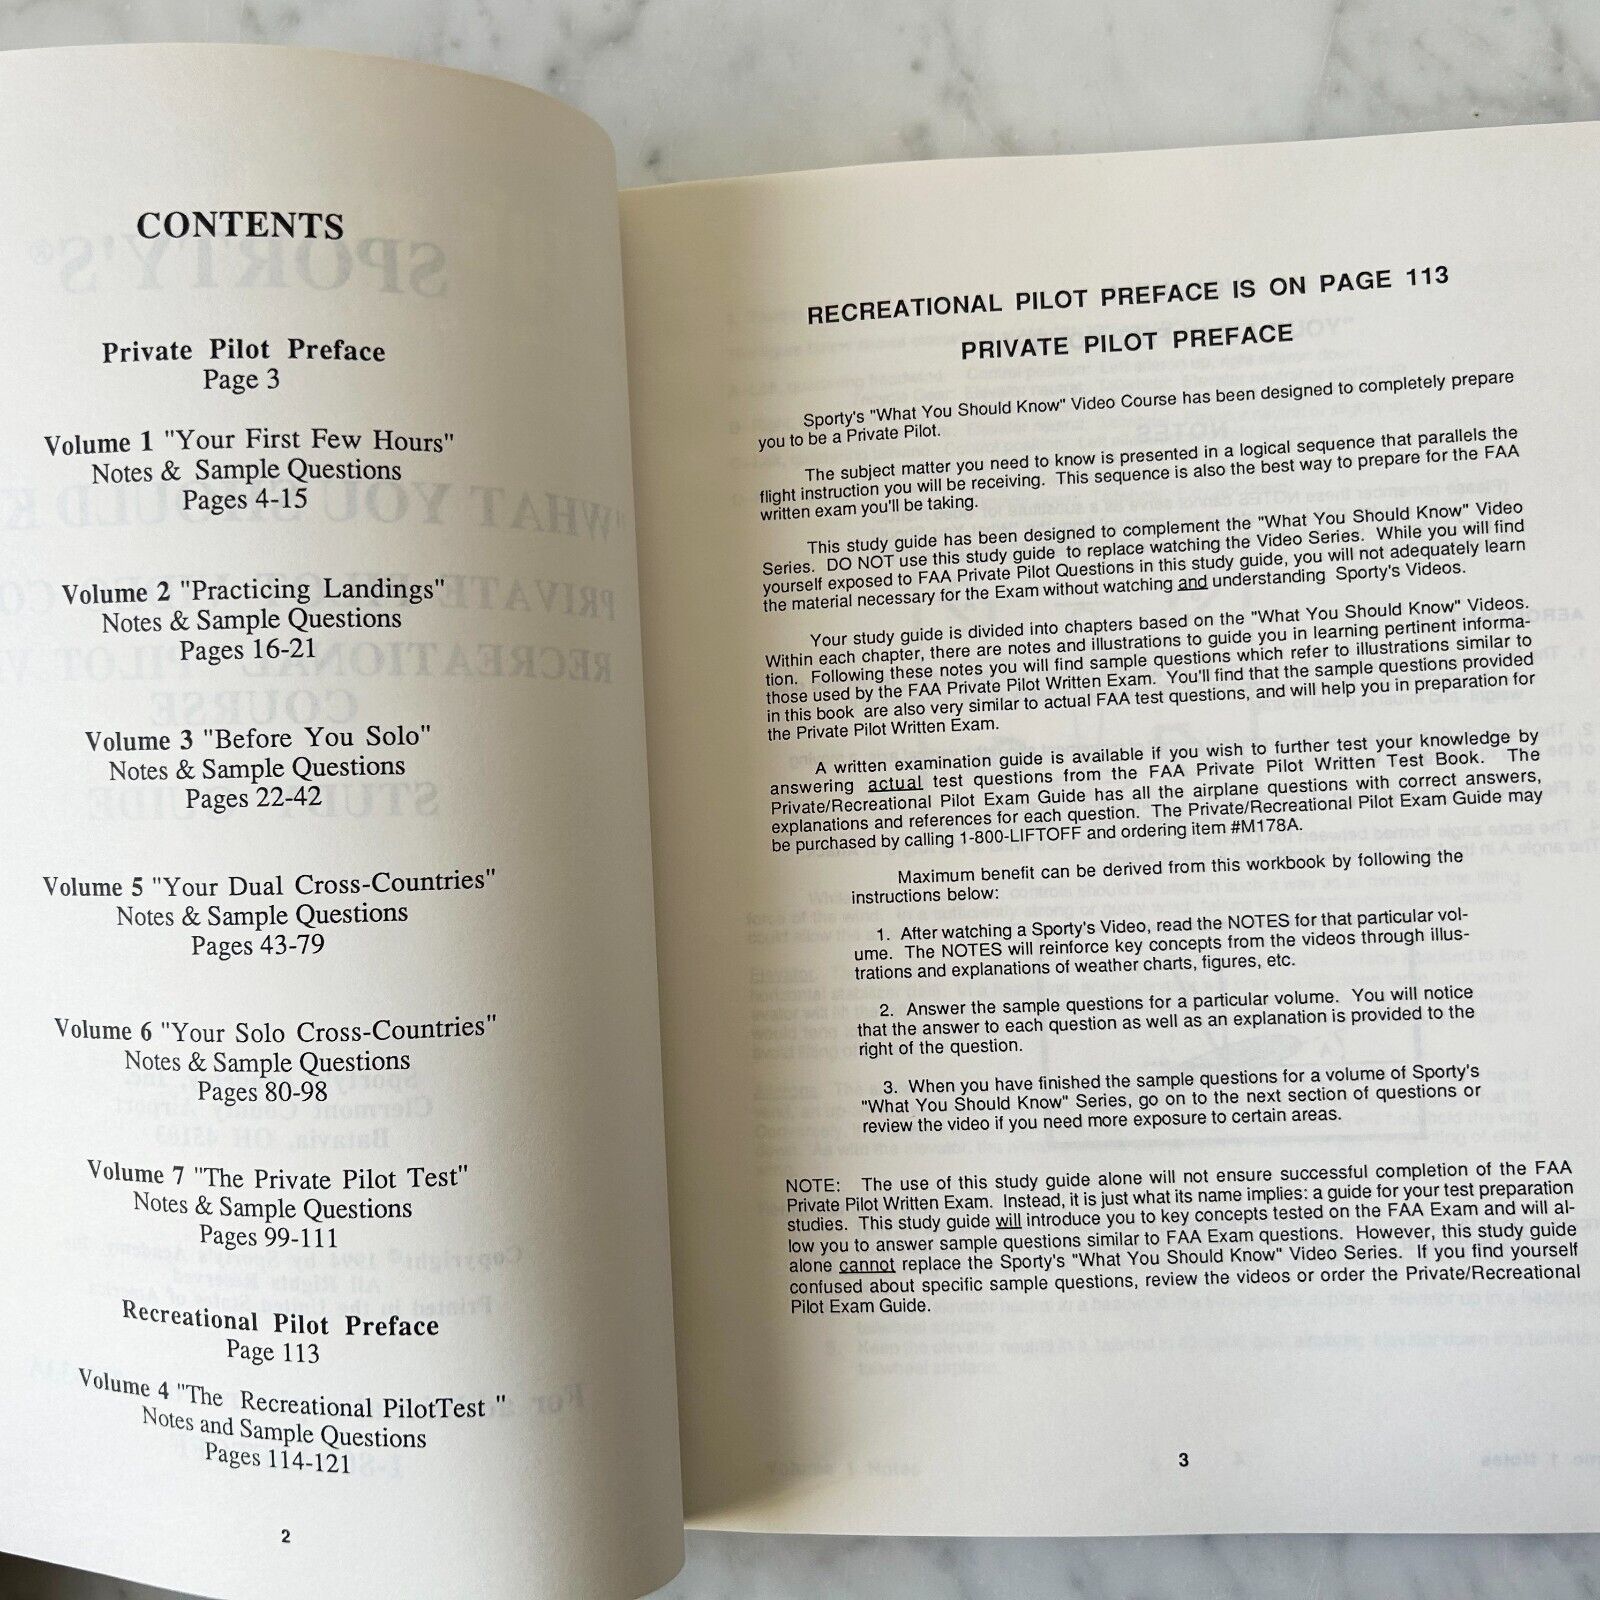 CONTENTS
Private Pilot Preface
Page 3
Volume 1 "Your First Few Hours"
Notes & Sample Questions
Pages 4-15
Volume 2 "Practicing Landings"
Notes & Sample Questions
Pages 16-21
Volume 3 "Before You Solo"
Notes & Sample Questions
Pages 22-42
Volume 5 "Your Dual Cross-Countries"
Notes & Sample Questions
Pages 43-79
Volume 6 "Your Solo Cross-Countries"
Notes & Sample Questions
Pages 80-98
Volume 7 "The Private Pilot Test"
Notes & Sample Questions
Pages 99-111
Recreational Pilot Preface
Page 113
Volume 4 "The Recreational PilotTest "
Notes and Sample Questions
Pages 114-121
2
RECREATIONAL PILOT PREFACE IS ON PAGE 113
PRIVATE PILOT PREFACE
Sporty's "What You Should Know" Video Course has been designed to completely prepare
you to be a Private Pilot.
The subject matter you need to know is presented in a logical sequence that parallels the
flight instruction you will be receiving. This sequence is also the best way to prepare for the FAA
written exam you'll be taking.
This study guide has been designed to complement the "What You Should Know" Video
Series. DO NOT use this study guide to replace watching the Video Series. While you will find
yourself exposed to FAA Private Pilot Questions in this study guide, you will not adequately learn
the material necessary for the Exam without watching and understanding Sporty's Videos.
Your study guide is divided into chapters based on the "What You Should Know" Videos.
Within each chapter, there are notes and illustrations to guide you in learning pertinent informa-
tion. Following these notes you will find sample questions which refer to illustrations similar to
those used by the FAA Private Pilot Written Exam. You'll find that the sample questions provided
in this book are also very similar to actual FAA test questions, and will help you in preparation for
the Private Pilot Written Exam.
A written examination guide is available if you wish to further test your knowledge by
answering actual test questions from the FAA Private Pilot Written Test Book. The
Private/Recreational Pilot Exam Guide has all the airplane questions with correct answers,
explanations and references for each question. The Private/Recreational Pilot Exam Guide may
be purchased by calling 1-800-LIFTOFF and ordering item #M178A.
Maximum benefit can be derived from this workbook by following the
instructions below:
1. After watching a Sporty's Video, read the NOTES for that particular vol-
ume. The NOTES will reinforce key concepts from the videos through illus-
trations and explanations of weather charts, figures, etc.
2. Answer the sample questions for a particular volume. You will notice
that the answer to each question as well as an explanation is provided to the
right of the question.
3. When you have finished the sample questions for a volume of Sporty's
"What You Should Know" Series, go on to the next section of questions or
review the video if you need more exposure to certain areas.
NOTE: The use of this study guide alone will not ensure successful completion of the FAA
Private Pilot Written Exam. Instead, it is just what its name implies: a guide for your test preparation
studies. This study guide will introduce you to key concepts tested on the FAA Exam and will al-
low you to answer sample questions similar to FAA Exam questions. However, this study guide
alone cannot replace the Sporty's "What You Should Know" Video Series. If you find yourself
confused about specific sample questions, review the videos or order the Private/Recreational
Pilot Exam Guide.
3